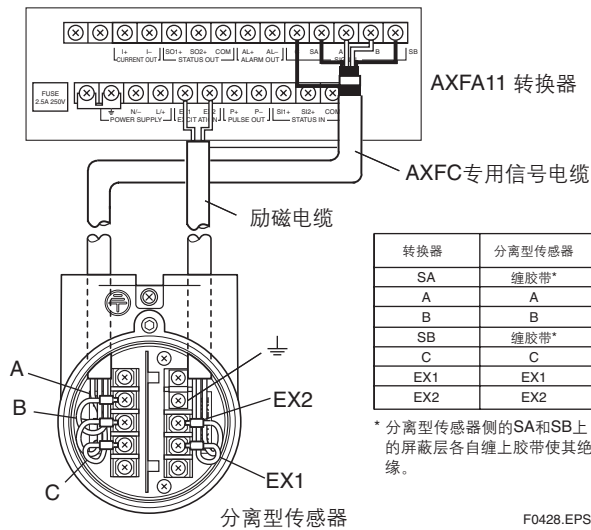 I+ I– SO1+ SO2+ COM AL+ AL– C SA A B SB
CURRENT OUT STATUS OUT ALARM OUT
FUSE
2.5A 250V
N/– L/+ EX1 EX2 P+ P– SI1+ SI2+ COM
POWER SUPPLY EXCITATION PULSE OUT STATUS IN
AXFA11 转换器
AXFC专用信号电缆
励磁电缆
转换器 分离型传感器
SA 缠胶带*
A A
B B
SB 缠胶带*
C C
EX1 EX1
EX2 EX2
* 分离型传感器侧的SA和SB上
的屏蔽层各自缠上胶带使其绝
缘。
A
B
C
EX2
EX1
分离型传感器
F0428.EPS